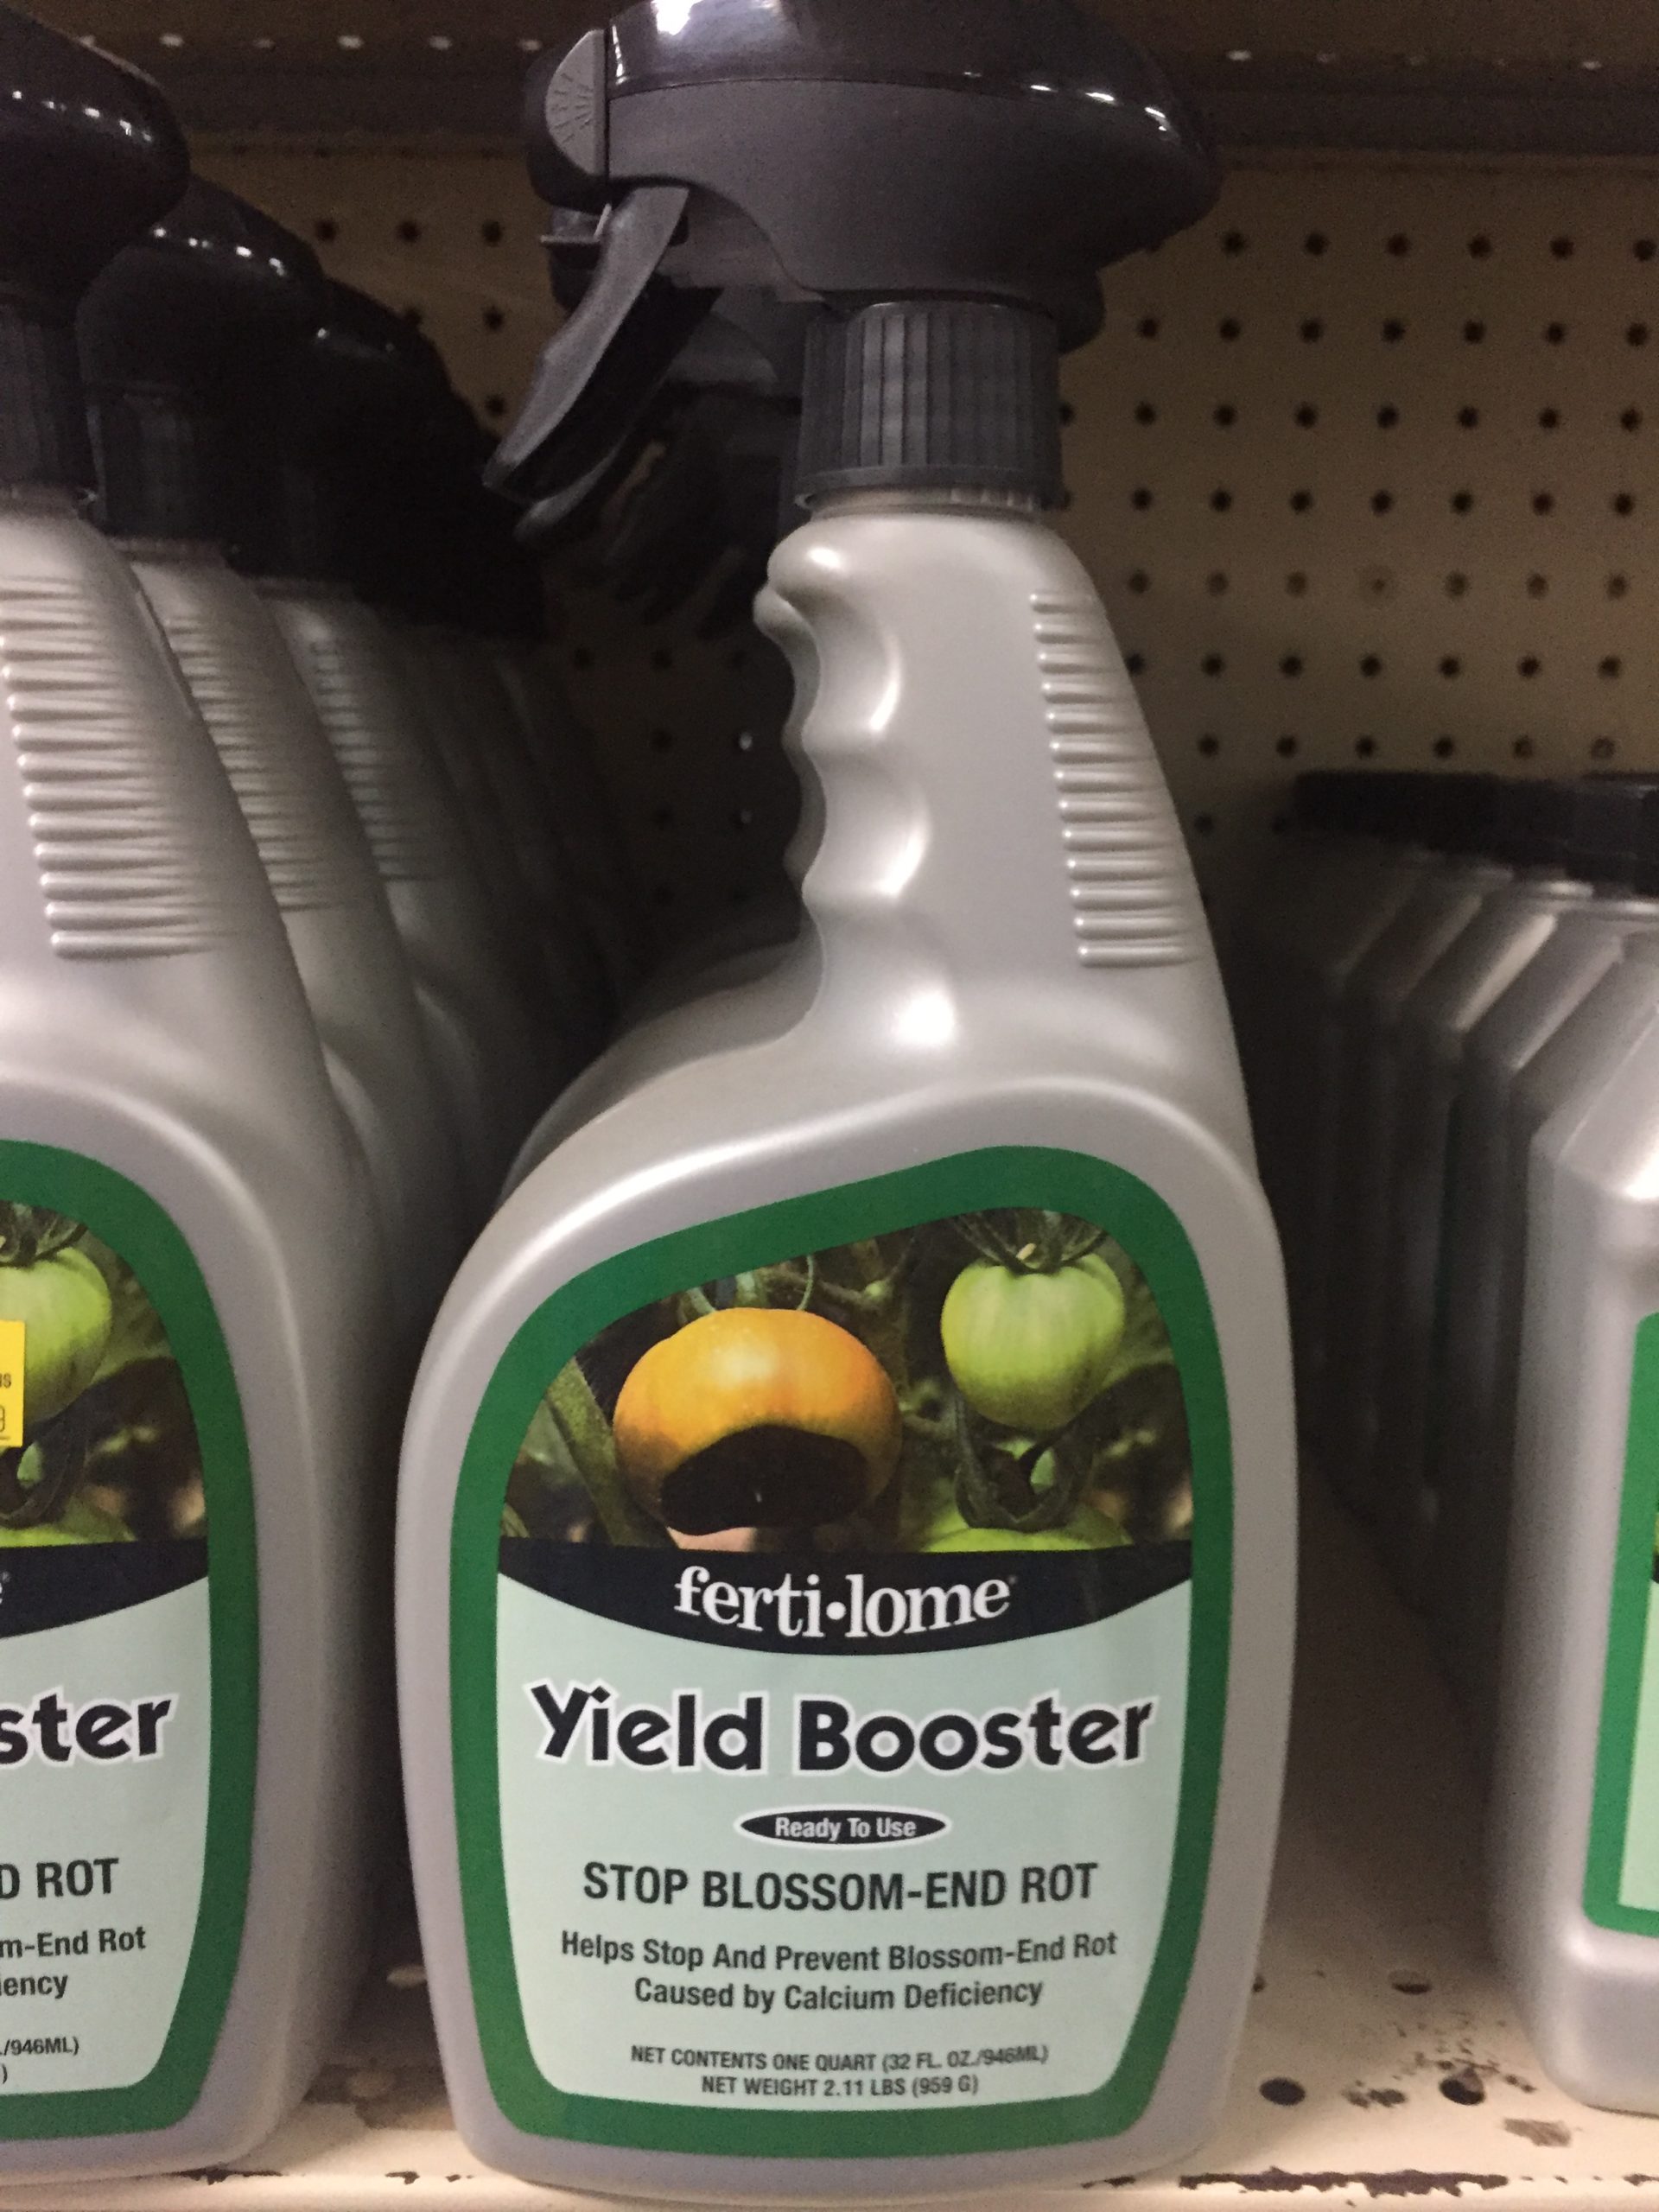 ferti•lome
Yield Booster
Ready To Use
STOP BLOSSOM-END ROT
Helps Stop And Prevent Blossom-End Rot
Caused by Calcium Deficiency
NET CONTENTS ONE QUART (32 FL. OZ./946ML)
NET WEIGHT 2.11 LBS (959 G)
ster
D ROT
m-End Rot
iency
./946ML)
)